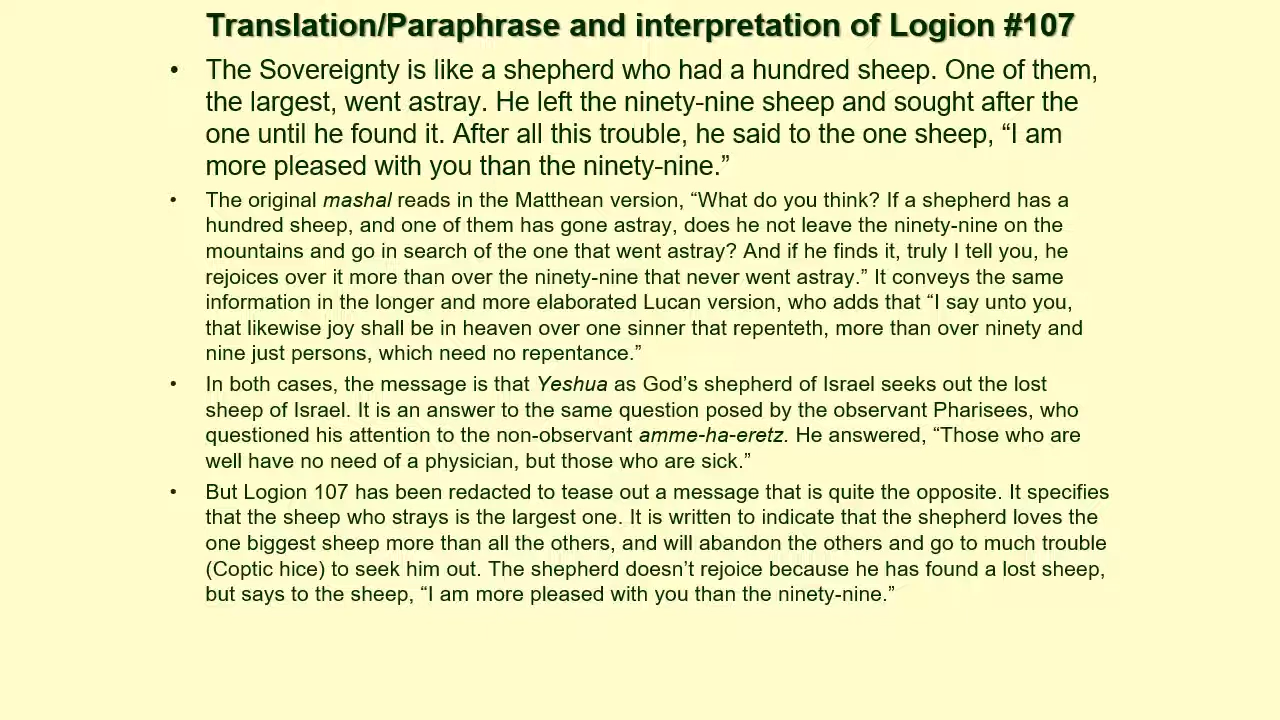 Translation/Paraphrase and interpretation of Logion #107
• The Sovereignty is like a shepherd who had a hundred sheep. One of them,
the largest, went astray. He left the ninety-nine sheep and sought after the
one until he found it. After all this trouble, he said to the one sheep, “I am
more pleased with you than the ninety-nine.”
• The original mashal reads in the Matthean version, “What do you think? If a shepherd has a
hundred sheep, and one of them has gone astray, does he not leave the ninety-nine on the
mountains and go in search of the one that went astray? And if he finds it, truly I tell you, he
rejoices over it more than over the ninety-nine that never went astray.” It conveys the same
information in the longer and more elaborated Lucan version, who adds that “I say unto you,
that likewise joy shall be in heaven over one sinner that repenteth, more than over ninety and
nine just persons, which need no repentance.”
• In both cases, the message is that Yeshua as God’s shepherd of Israel seeks out the lost
sheep of Israel. It is an answer to the same question posed by the observant Pharisees, who
questioned his attention to the non-observant amme-ha-eretz. He answered, “Those who are
well have no need of a physician, but those who are sick.”
• But Logion 107 has been redacted to tease out a message that is quite the opposite. It specifies
that the sheep who strays is the largest one. It is written to indicate that the shepherd loves the
one biggest sheep more than all the others, and will abandon the others and go to much trouble
(Coptic hice) to seek him out. The shepherd doesn’t rejoice because he has found a lost sheep,
but says to the sheep, “I am more pleased with you than the ninety-nine.”